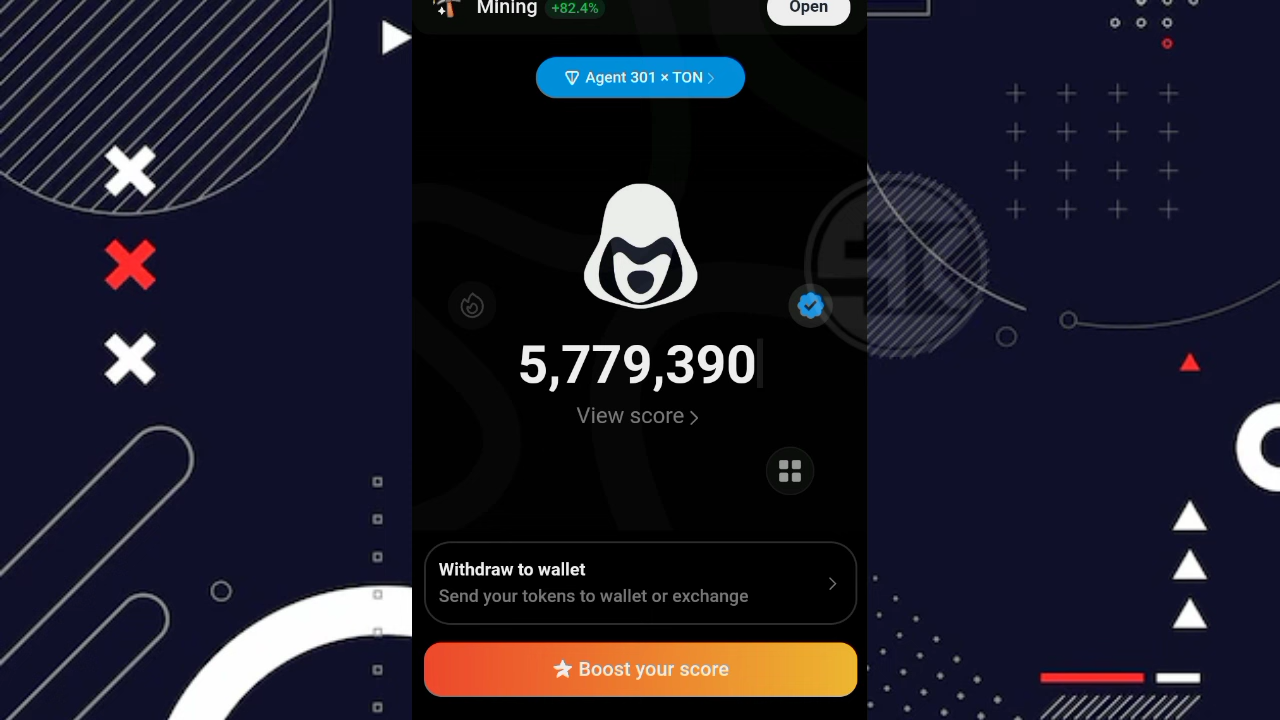 Mining +82.4% Open
Agent 301 × TON
5,779,390
View score
Withdraw to wallet
Send your tokens to wallet or exchange
Boost your score